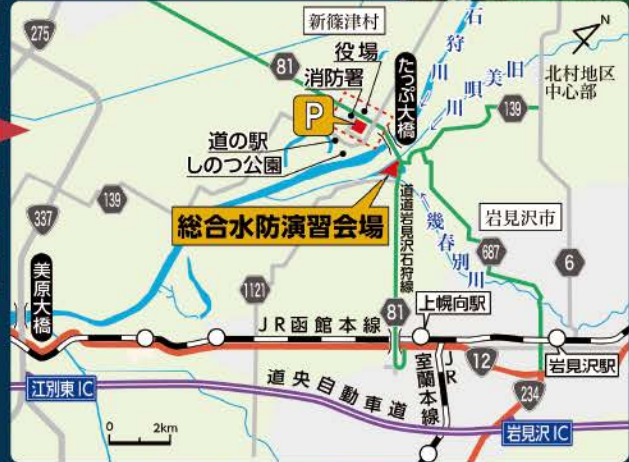 新篠津村
石狩川
275
役場
81
消防署
たっぷ大橋
旧美唄川
139
北村地区
中心部
P
道の駅
しのつ公園
139
総合水防演習会場
道道岩見沢石狩線
幾春別川
岩見沢市
337
687
6
美原大橋
1121
81
上幌向駅
JR函館本線
12
岩見沢駅
JR室蘭本線
234
江別東IC
道央自動車道
岩見沢IC
0 2km
N